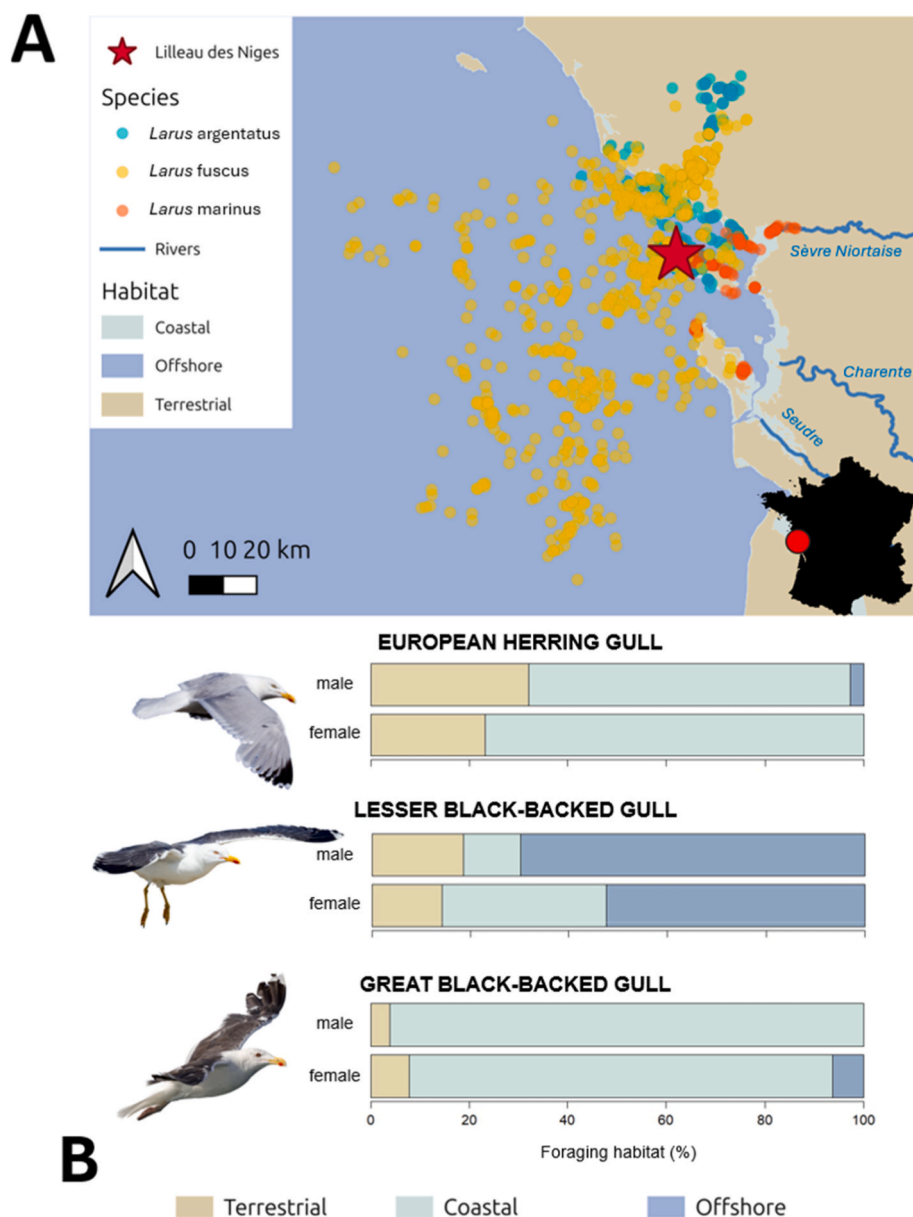 A
Lilleau des Niges
Species
Larus argentatus
Larus fuscus
Larus marinus
Rivers
Habitat
Coastal
Offshore
Terrestrial
0 10 20 km
Sèvre Niortaise
Charente
Seudre
EUROPEAN HERRING GULL
male
female
LESSER BLACK-BACKED GULL
male
female
GREAT BLACK-BACKED GULL
male
female
0 20 40 60 80 100
Foraging habitat (%)
B
Terrestrial Coastal Offshore